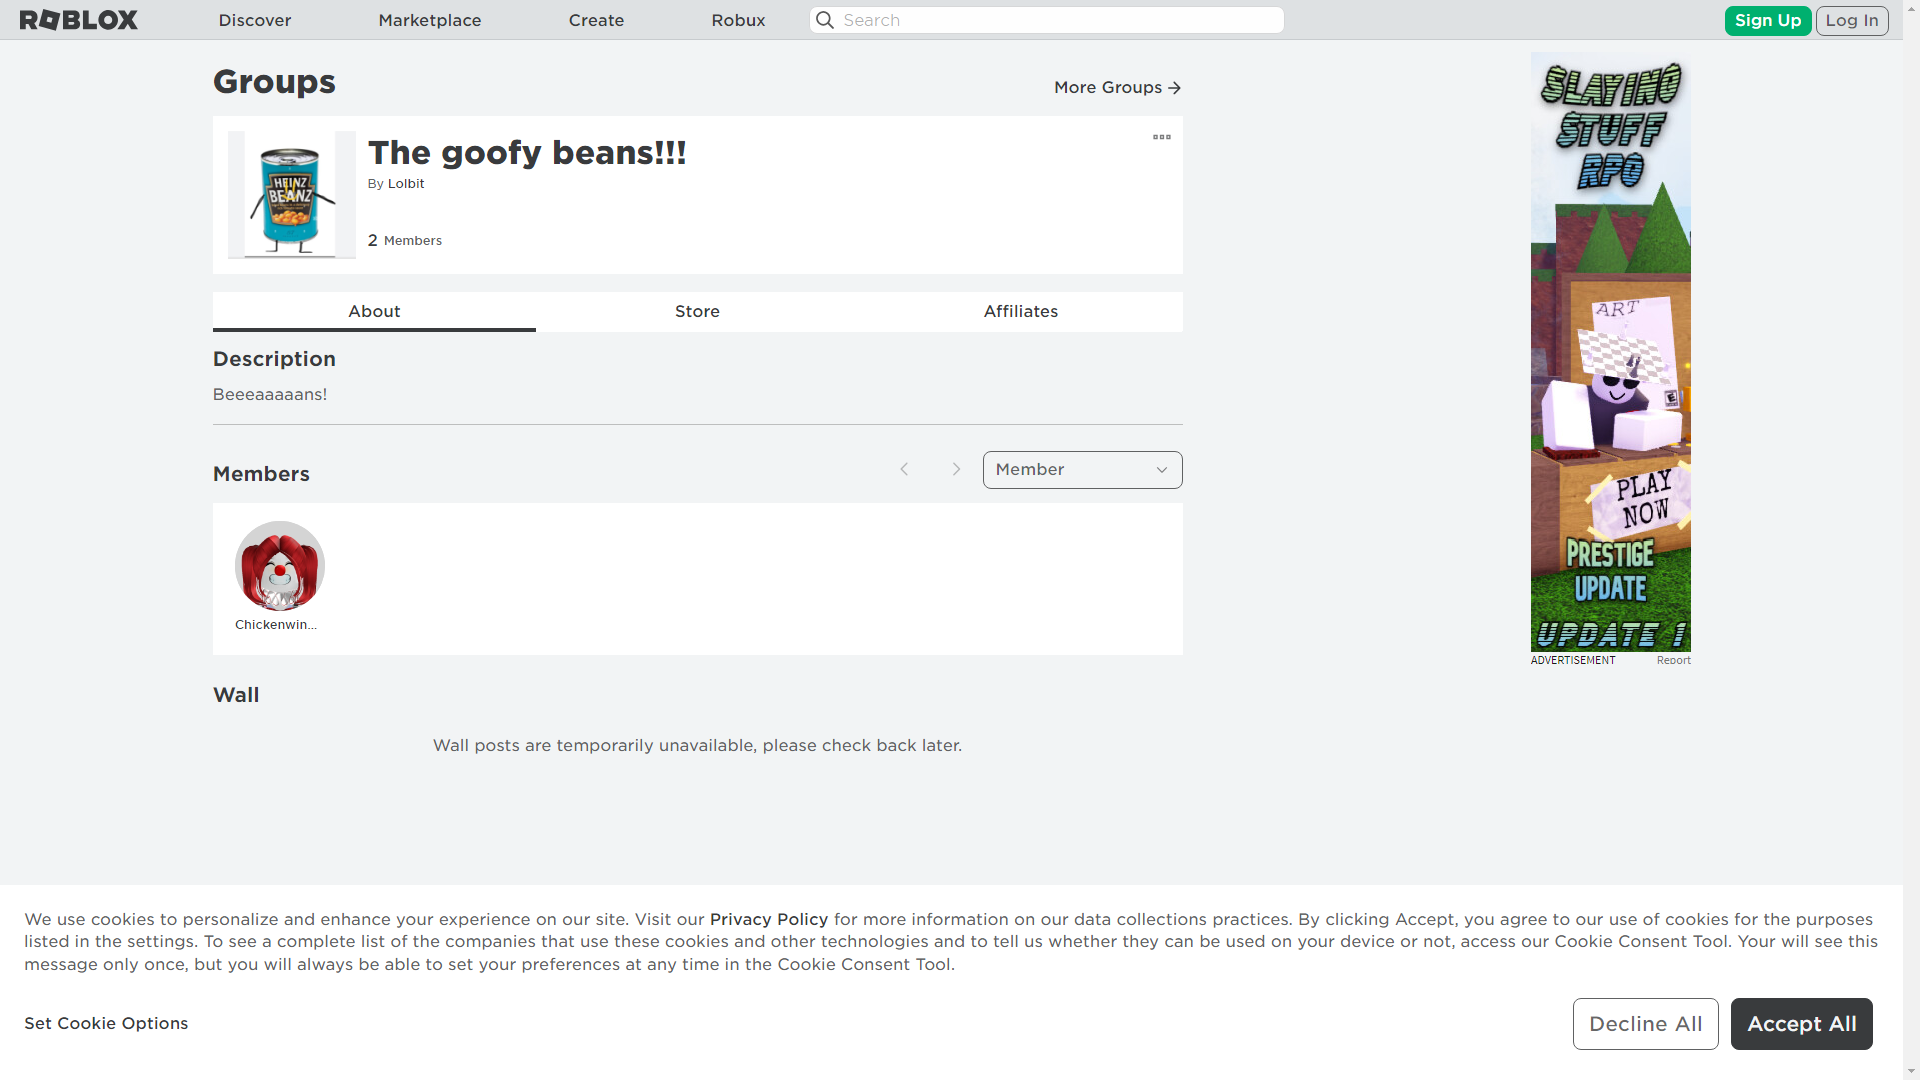 ROBLOX
Discover
Marketplace
Create
Robux
Search
Sign Up
Log In
Groups
More Groups
The goofy beans!!!
By Lolbit
2 Members
HEINZ
BEANZ
About
Store
Affiliates
Description
Beeeaaaaans!
Members
Member
Chickenwin...
Wall
Wall posts are temporarily unavailable, please check back later.
SLAYING
STUFF
RPG
ART
E
PLAY
NOW
PRESTIGE
UPDATE
UPDATE !
ADVERTISEMENT
Report
We use cookies to personalize and enhance your experience on our site. Visit our Privacy Policy for more information on our data collections practices. By clicking Accept, you agree to our use of cookies for the purposes
listed in the settings. To see a complete list of the companies that use these cookies and other technologies and to tell us whether they can be used on your device or not, access our Cookie Consent Tool. Your will see this
message only once, but you will always be able to set your preferences at any time in the Cookie Consent Tool.
Set Cookie Options
Decline All
Accept All